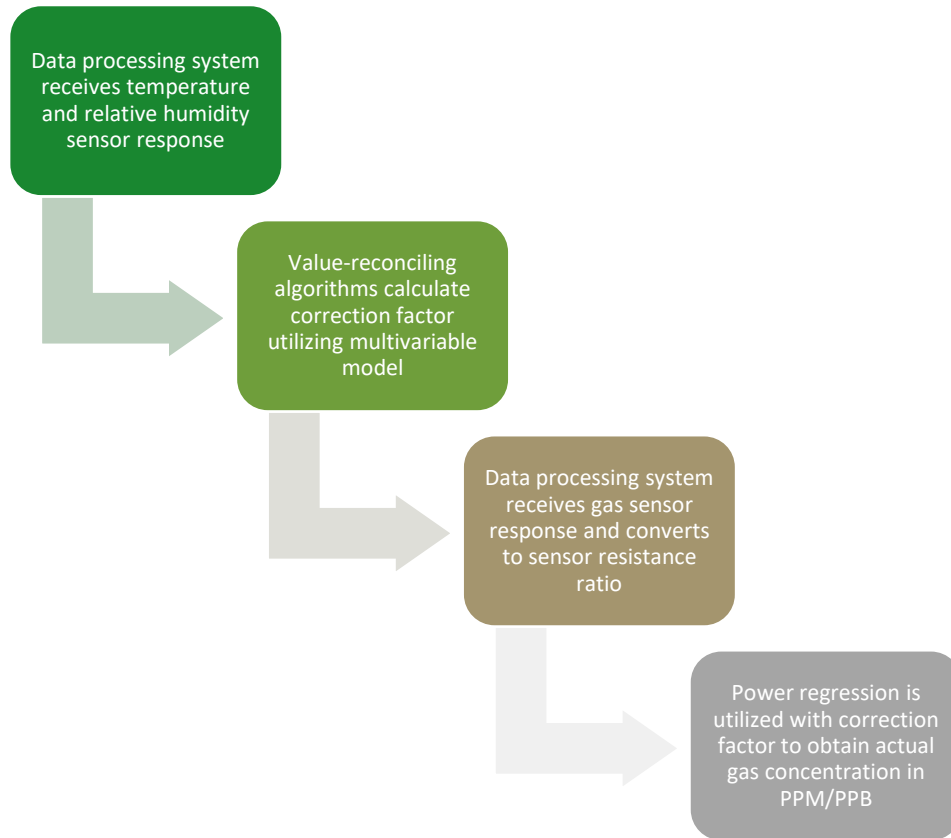 Data processing system
receives temperature
and relative humidity
sensor response
Value-reconciling
algorithms calculate
correction factor
utilizing multivariable
model
Data processing system
receives gas sensor
response and converts
to sensor resistance
ratio
Power regression is
utilized with correction
factor to obtain actual
gas concentration in
PPM/PPB